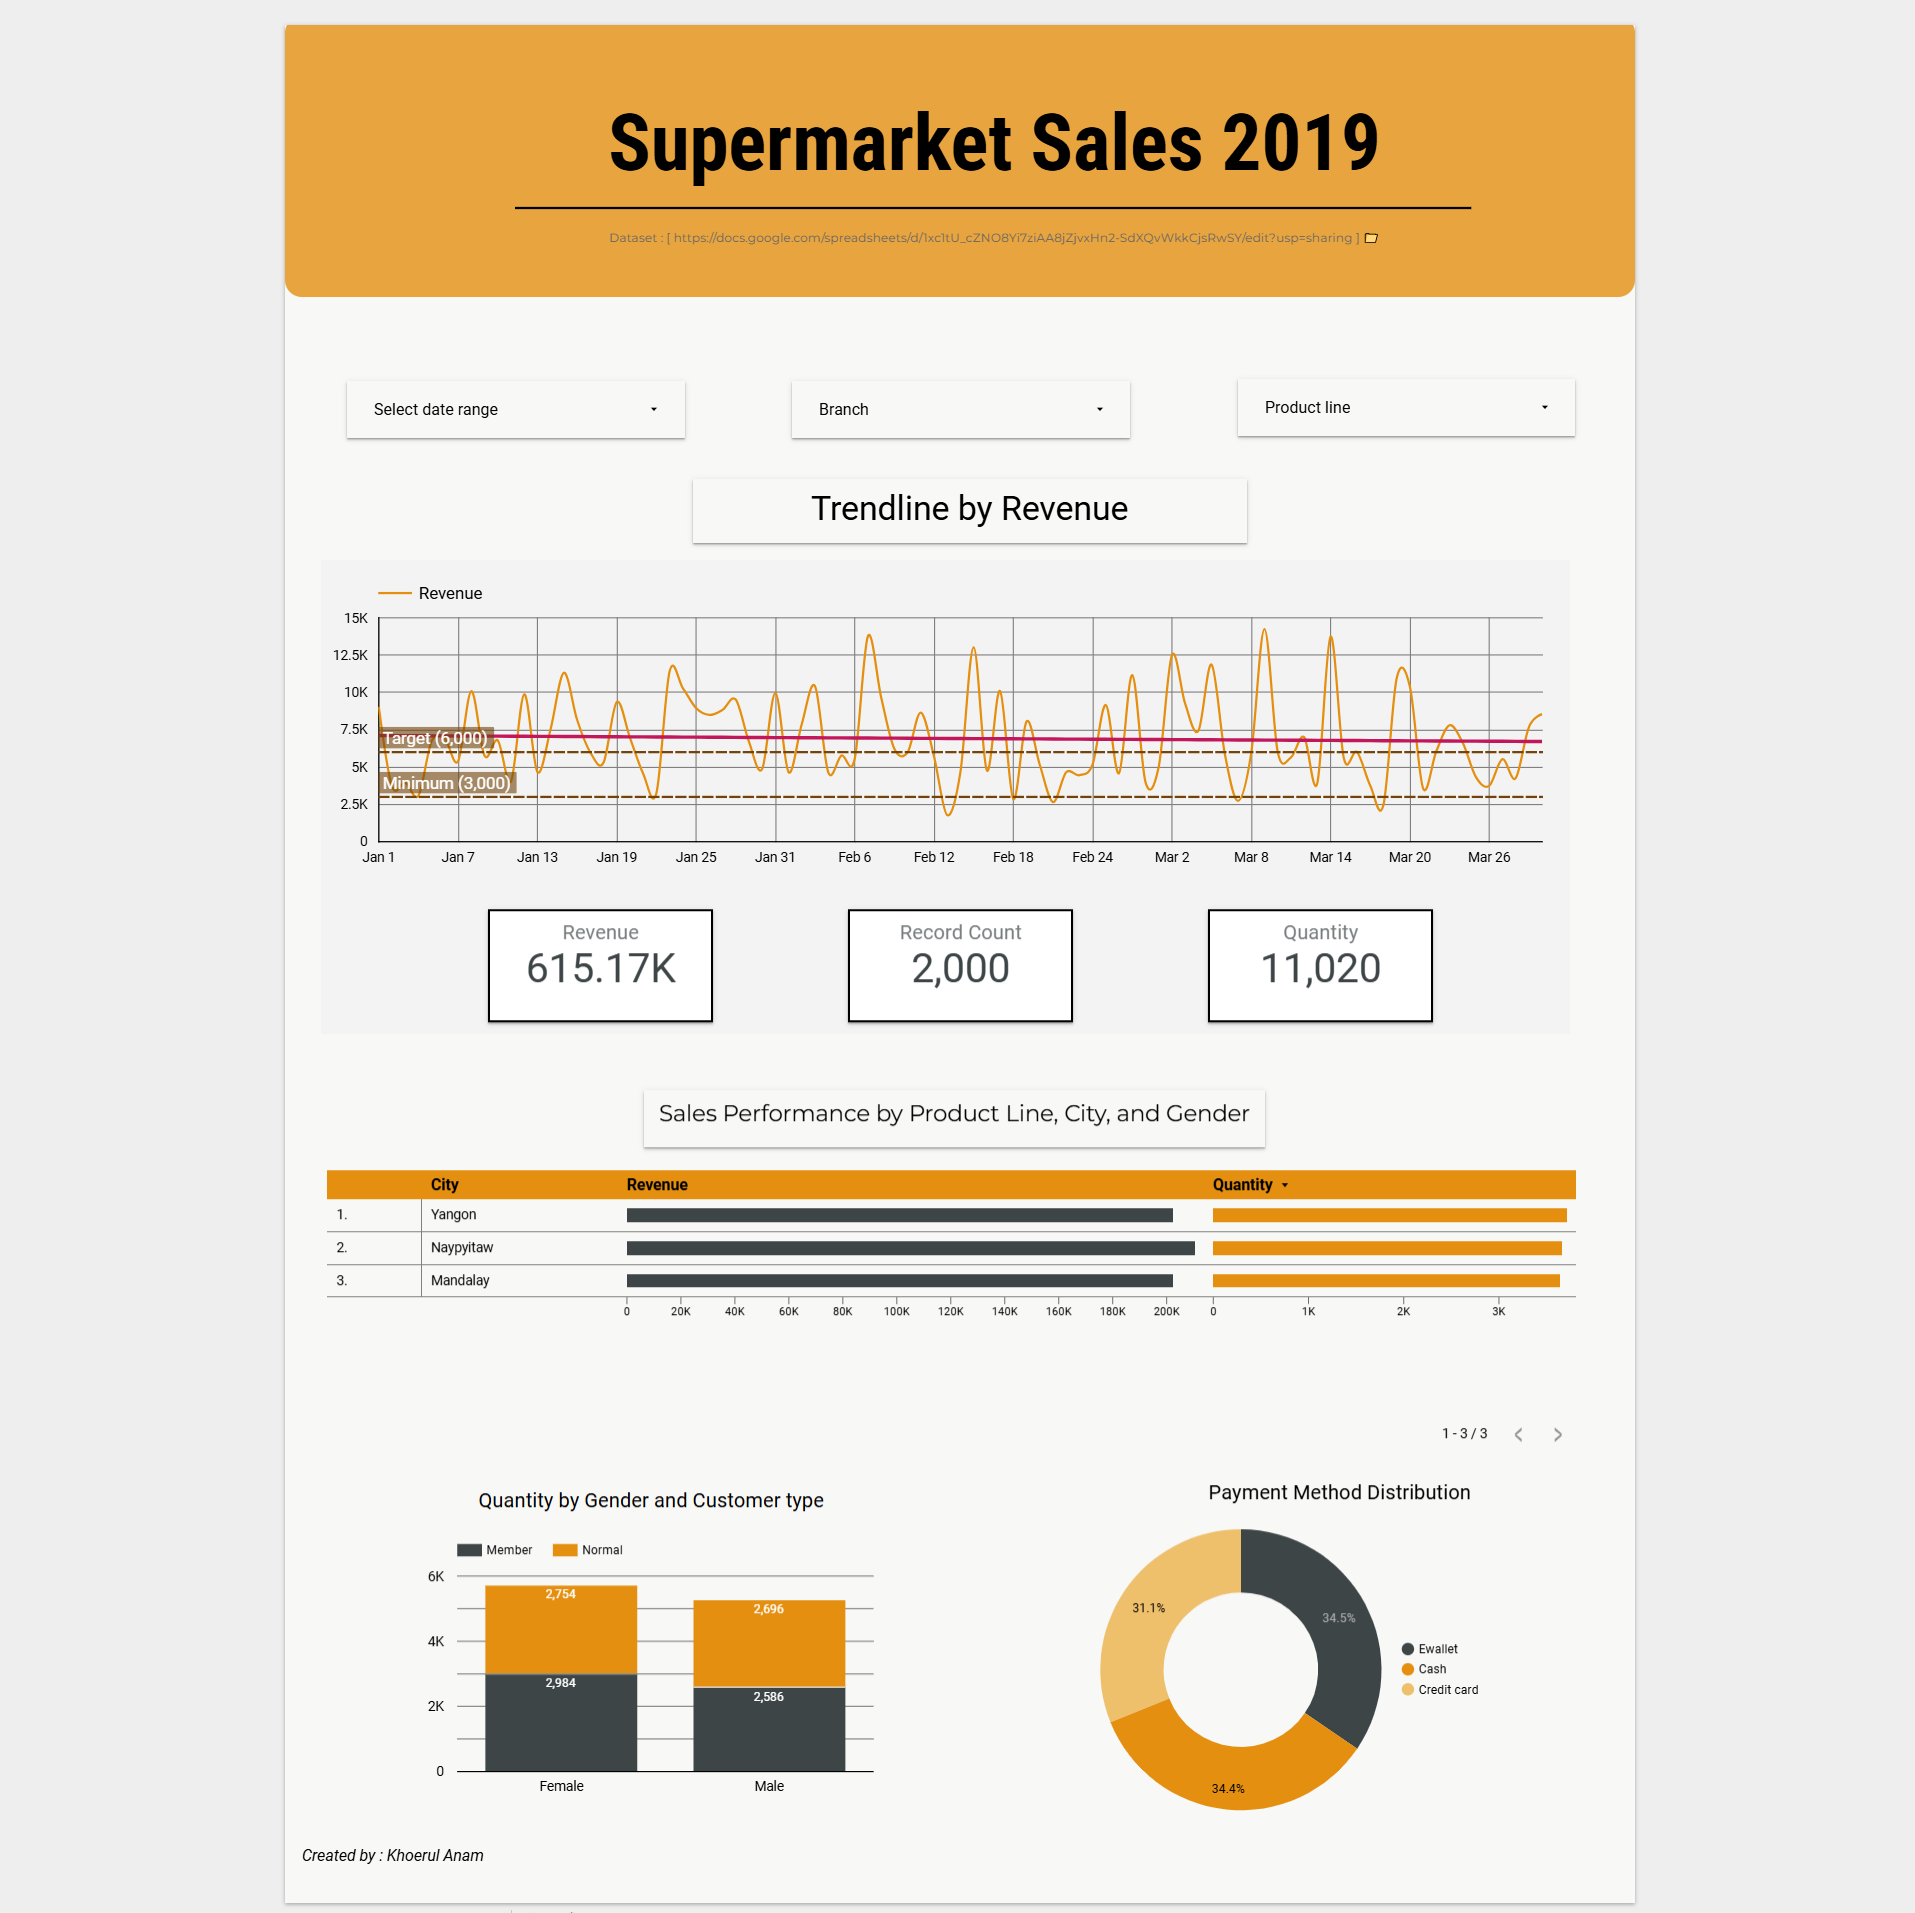 Supermarket Sales 2019
Dataset : [ https://docs.google.com/spreadsheets/d/1xc1tU_cZNO8Yi7ziAA8jZjvxHn2-SdXQvWkkCjsRwSY/edit?usp=sharing ]
Select date range
Branch
Product line
Trendline by Revenue
Revenue
15K
12.5K
10K
7.5K
5K
2.5K
0
Target (6,000)
Minimum (3,000)
Jan 1 Jan 7 Jan 13 Jan 19 Jan 25 Jan 31 Feb 6 Feb 12 Feb 18 Feb 24 Mar 2 Mar 8 Mar 14 Mar 20 Mar 26
Revenue
615.17K
Record Count
2,000
Quantity
11,020
Sales Performance by Product Line, City, and Gender
City Revenue Quantity
1. Yangon
2. Naypyitaw
3. Mandalay
0 20K 40K 60K 80K 100K 120K 140K 160K 180K 200K 0 1K 2K 3K
1 - 3 / 3
Quantity by Gender and Customer type
Member Normal
6K
4K
2K
0
2,754
2,984
2,696
2,586
Female Male
Payment Method Distribution
31.1%
34.5%
34.4%
Ewallet
Cash
Credit card
Created by : Khoerul Anam